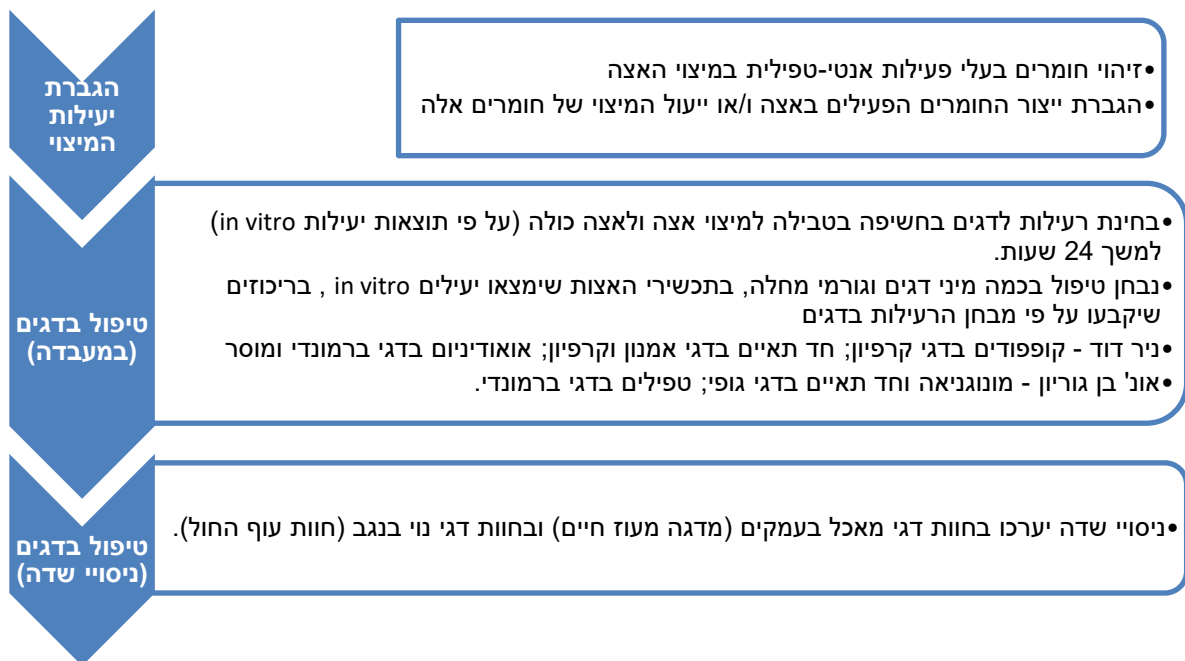 הגברת
יעילות
המיצוי
•זיהוי חומרים בעלי פעילות אנטי-טפילית במיצוי האצה
•הגברת ייצור החומרים הפעילים באצה ו/או ייעול המיצוי של חומרים אלה
טיפול בדגים
(במעבדה)
•בחינת רעילות לדגים בחשיפה בטבילה למיצוי אצה ולאצה כולה (על פי תוצאות יעילות in vitro)
למשך 24 שעות.
•נבחן טיפול בכמה מיני דגים וגורמי מחלה, בתכשירי האצות שימצאו יעילים in vitro , בריכוזים
שיקבעו על פי מבחן הרעילות בדגים
•ניר דוד - קופפודים בדגי קרפיון; חד תאיים בדגי אמנון וקרפיון; אואודיניום בדגי ברמונדי ומוסר
•אונ' בן גוריון - מונוגניאה וחד תאיים בדגי גופי; טפילים בדגי ברמונדי.
טיפול בדגים
(ניסויי שדה)
•ניסויי שדה יערכו בחוות דגי מאכל בעמקים (מדגה מעוז חיים) ובחוות דגי נוי בנגב (חוות עוף החול).